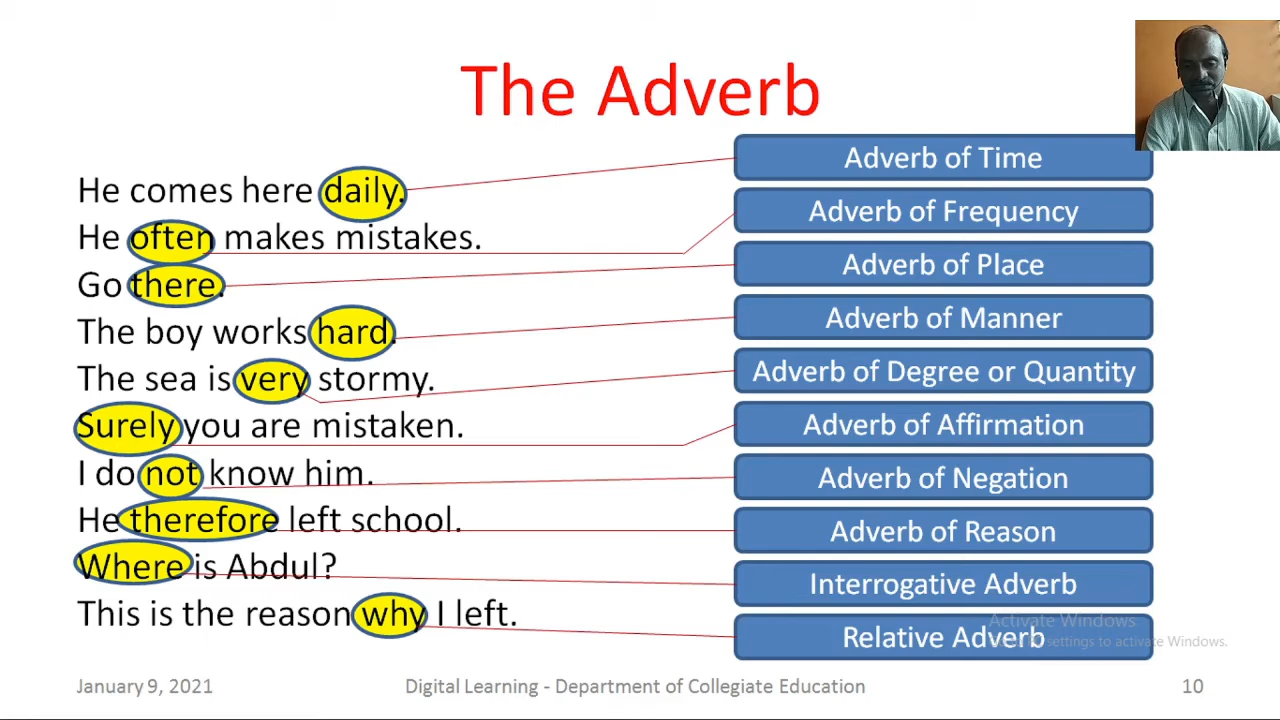 The Adverb
He comes here daily.
He often makes mistakes.
Go there.
The boy works hard.
The sea is very stormy.
Surely you are mistaken.
I do not know him.
He therefore left school.
Where is Abdul?
This is the reason why I left.
Adverb of Time
Adverb of Frequency
Adverb of Place
Adverb of Manner
Adverb of Degree or Quantity
Adverb of Affirmation
Adverb of Negation
Adverb of Reason
Interrogative Adverb
Relative Adverb
Activate Windows
settings to activate Windows.
January 9, 2021
Digital Learning - Department of Collegiate Education
10